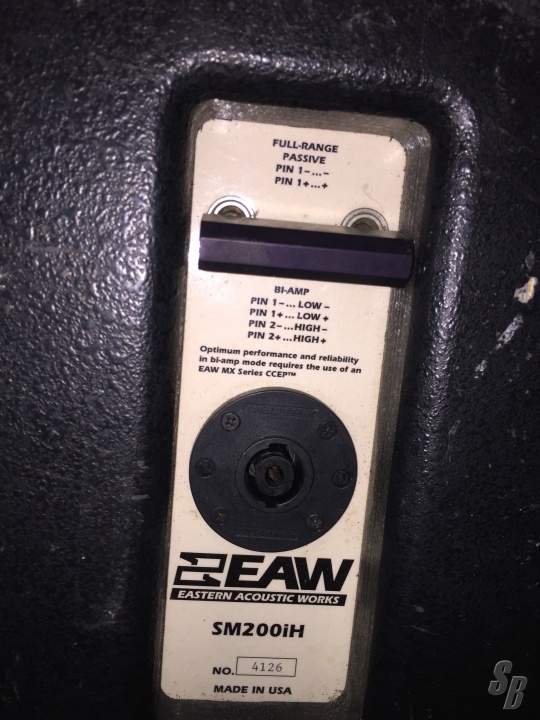 FULL-RANGE
PASSIVE
PIN 1–...–
PIN 1+...+
BI-AMP
PIN 1–...LOW–
PIN 1+...LOW+
PIN 2–...HIGH–
PIN 2+...HIGH+
Optimum performance and reliability
in bi-amp mode requires the use of an
EAW MX Series CCEP™
EAW
EASTERN ACOUSTIC WORKS
SM200iH
NO. 4126
MADE IN USA
SB